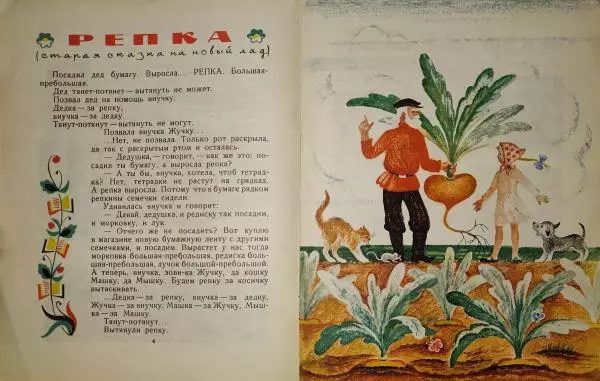 РЕПКА
(старая сказка на новый лад)
Посадил дед бумагу. Выросла... РЕПКА. Большая-
пребольшая.
Дед тянет-потянет — вытянуть не может.
Позвал дед на помощь внучку.
Дедка — за репку,
внучка — за дедку.
Тянут-потянут — вытянуть не могут.
Позвала внучка Жучку...
...Нет, не позвала. Только рот раскрыла,
да так с раскрытым ртом и осталась.
— Дедушка, — говорит, — как же это: по-
садил ты бумагу, а выросла репка?
— А ты бы, внучка, хотела, чтоб тетрад-
ка? Нет, тетрадки не растут на грядках.
А репка выросла. Потому что в бумаге рядком
репкины семечки сидели.
Удивилась внучка и говорит:
— Давай, дедушка, и редиску так посадим,
и морковку, и лук.
— Отчего же не посадить? Вот куплю
в магазине новую бумажную ленту с другими
семечками, и посадим. Вырастет у нас тогда
морковка большая-пребольшая, редиска боль-
шая-пребольшая, лучок большой-пребольшой.
А теперь, внучка, зови-ка Жучку, да кошку
Машку, да Мышку. Будем репку за косичку
вытаскивать.
...Дедка — за репку, внучка — за дедку,
Жучка — за внучку, Машка — за Жучку, Мыш-
ка — за Машку.
Тянут-потянут...
Вытянули репку.
4